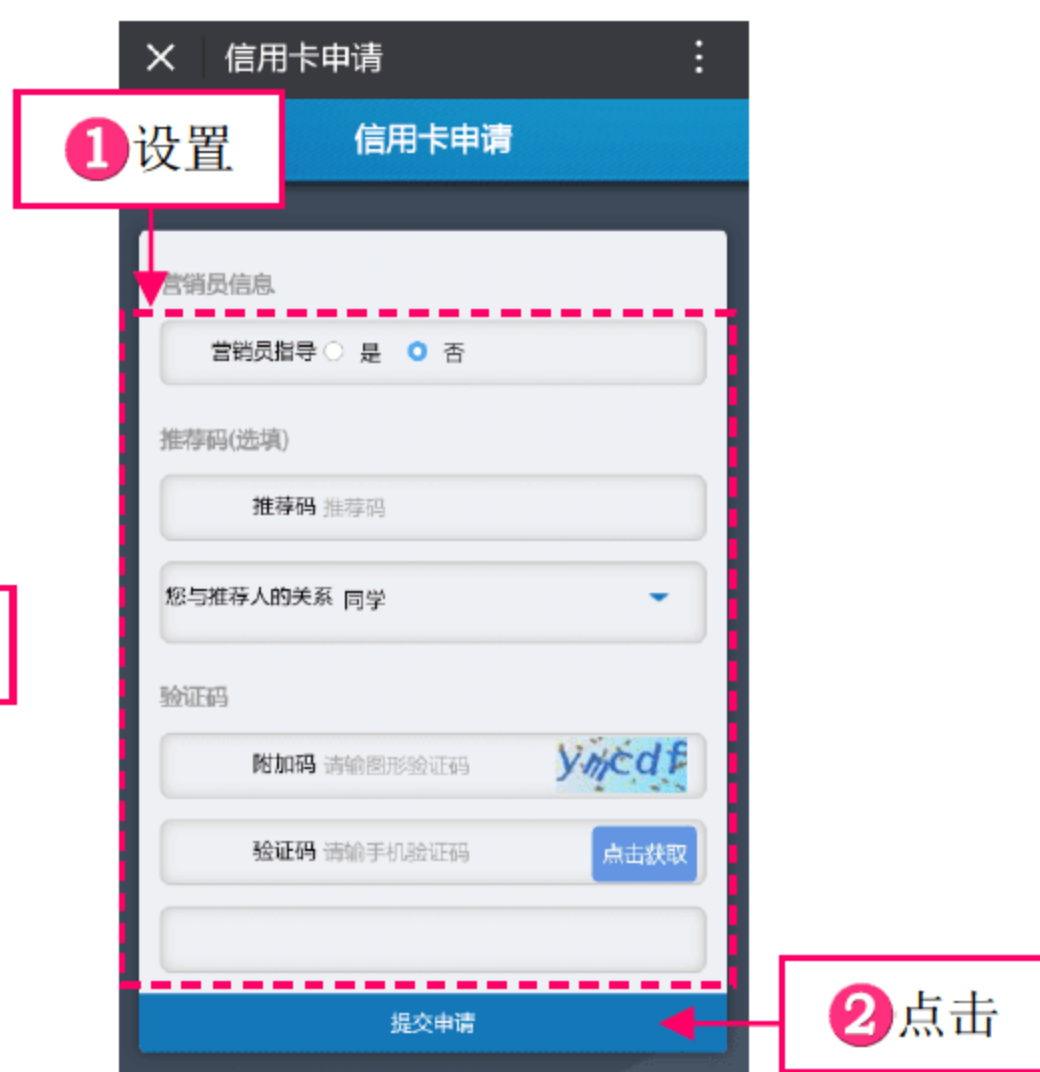 信用卡申请
❶设置
信用卡申请
营销员信息
营销员指导 是 否
推荐码(选填)
推荐码 推荐码
您与推荐人的关系 同学
验证码
附加码 请输图形验证码 ymcdf
验证码 请输手机验证码 点击获取
提交申请
❷点击